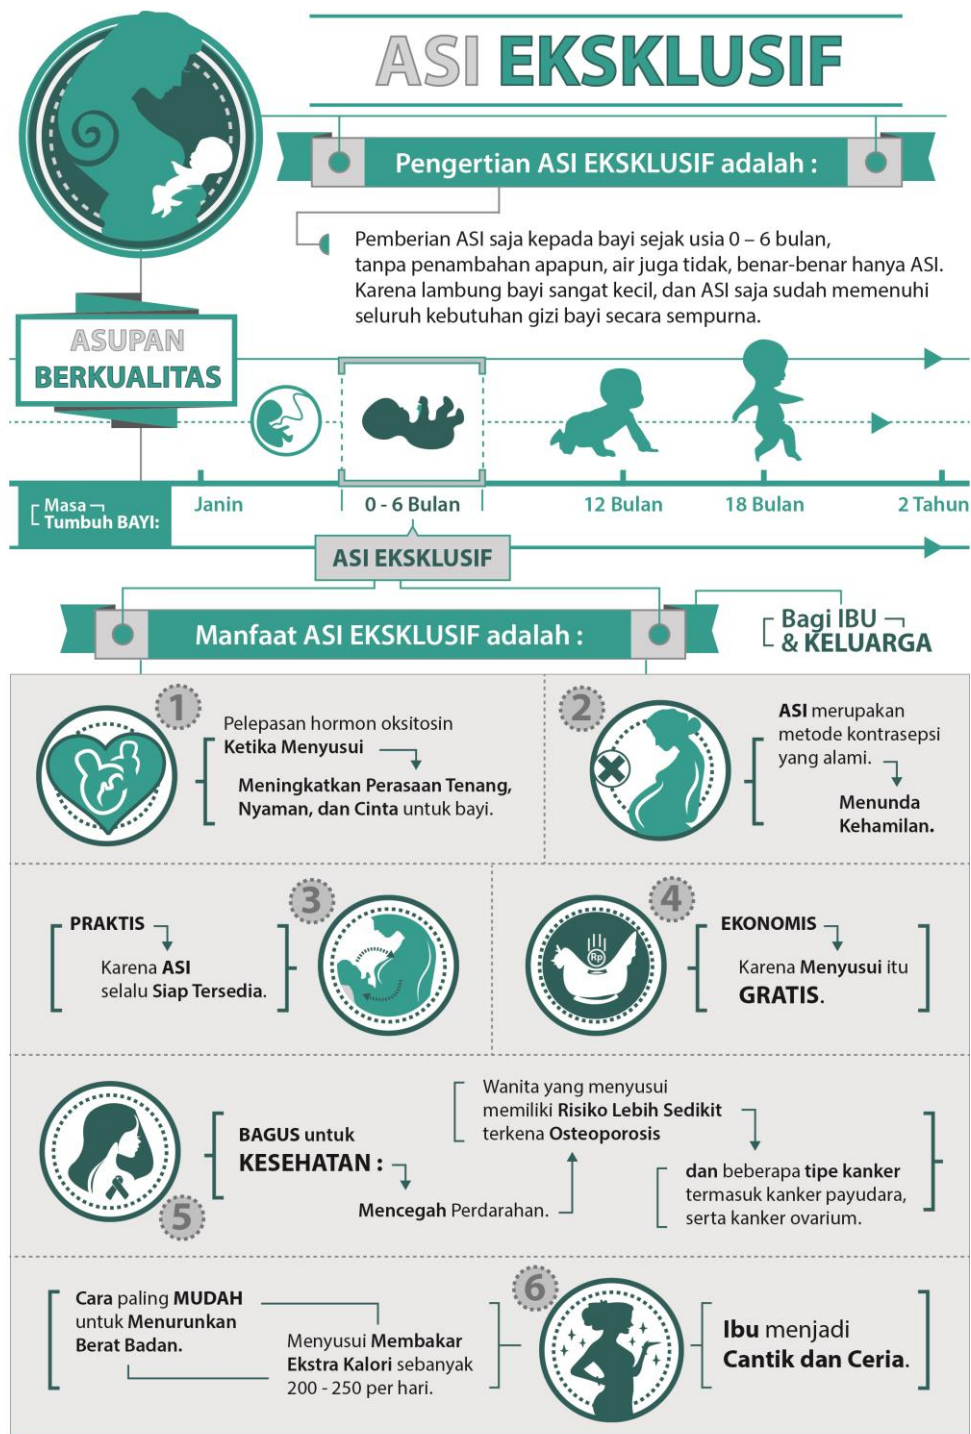 ASI EKSKLUSIF
Pengertian ASI EKSKLUSIF adalah :
Pemberian ASI saja kepada bayi sejak usia 0 – 6 bulan,
tanpa penambahan apapun, air juga tidak, benar-benar hanya ASI.
Karena lambung bayi sangat kecil, dan ASI saja sudah memenuhi
seluruh kebutuhan gizi bayi secara sempurna.
ASUPAN
BERKUALITAS
Masa
Tumbuh BAYI:
Janin
0 - 6 Bulan
12 Bulan
18 Bulan
2 Tahun
ASI EKSKLUSIF
Manfaat ASI EKSKLUSIF adalah :
Bagi IBU
& KELUARGA
1
Pelepasan hormon oksitosin
Ketika Menyusui
Meningkatkan Perasaan Tenang,
Nyaman, dan Cinta untuk bayi.
2
ASI merupakan
metode kontrasepsi
yang alami.
Menunda
Kehamilan.
3
PRAKTIS
Karena ASI
selalu Siap Tersedia.
4
Rp
EKONOMIS
Karena Menyusui itu
GRATIS.
5
BAGUS untuk
KESEHATAN :
Mencegah Perdarahan.
Wanita yang menyusui
memiliki Risiko Lebih Sedikit
terkena Osteoporosis
dan beberapa tipe kanker
termasuk kanker payudara,
serta kanker ovarium.
6
Cara paling MUDAH
untuk Menurunkan
Berat Badan.
Menyusui Membakar
Ekstra Kalori sebanyak
200 - 250 per hari.
Ibu menjadi
Cantik dan Ceria.